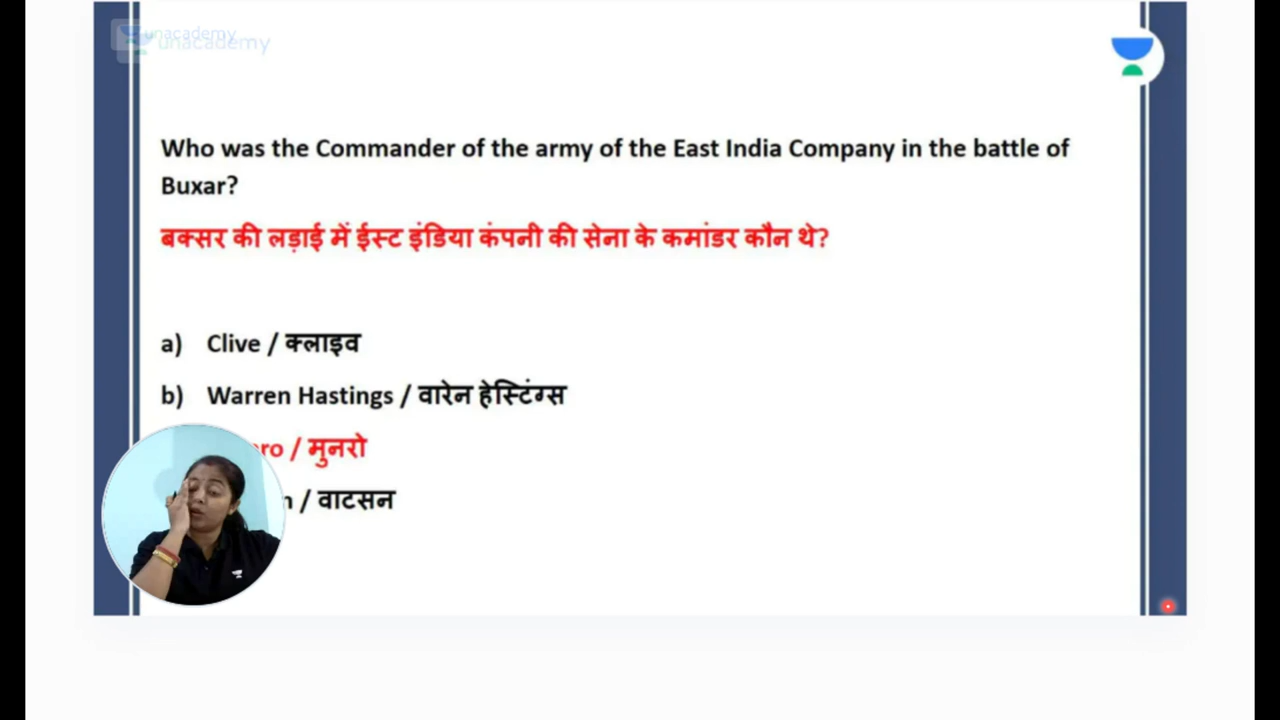 unacademy
unacademy
Who was the Commander of the army of the East India Company in the battle of
Buxar?
बक्सर की लड़ाई में ईस्ट इंडिया कंपनी की सेना के कमांडर कौन थे?
a) Clive / क्लाइव
b) Warren Hastings / वारेन हेस्टिंग्स
/ मुनरो
/ वाटसन